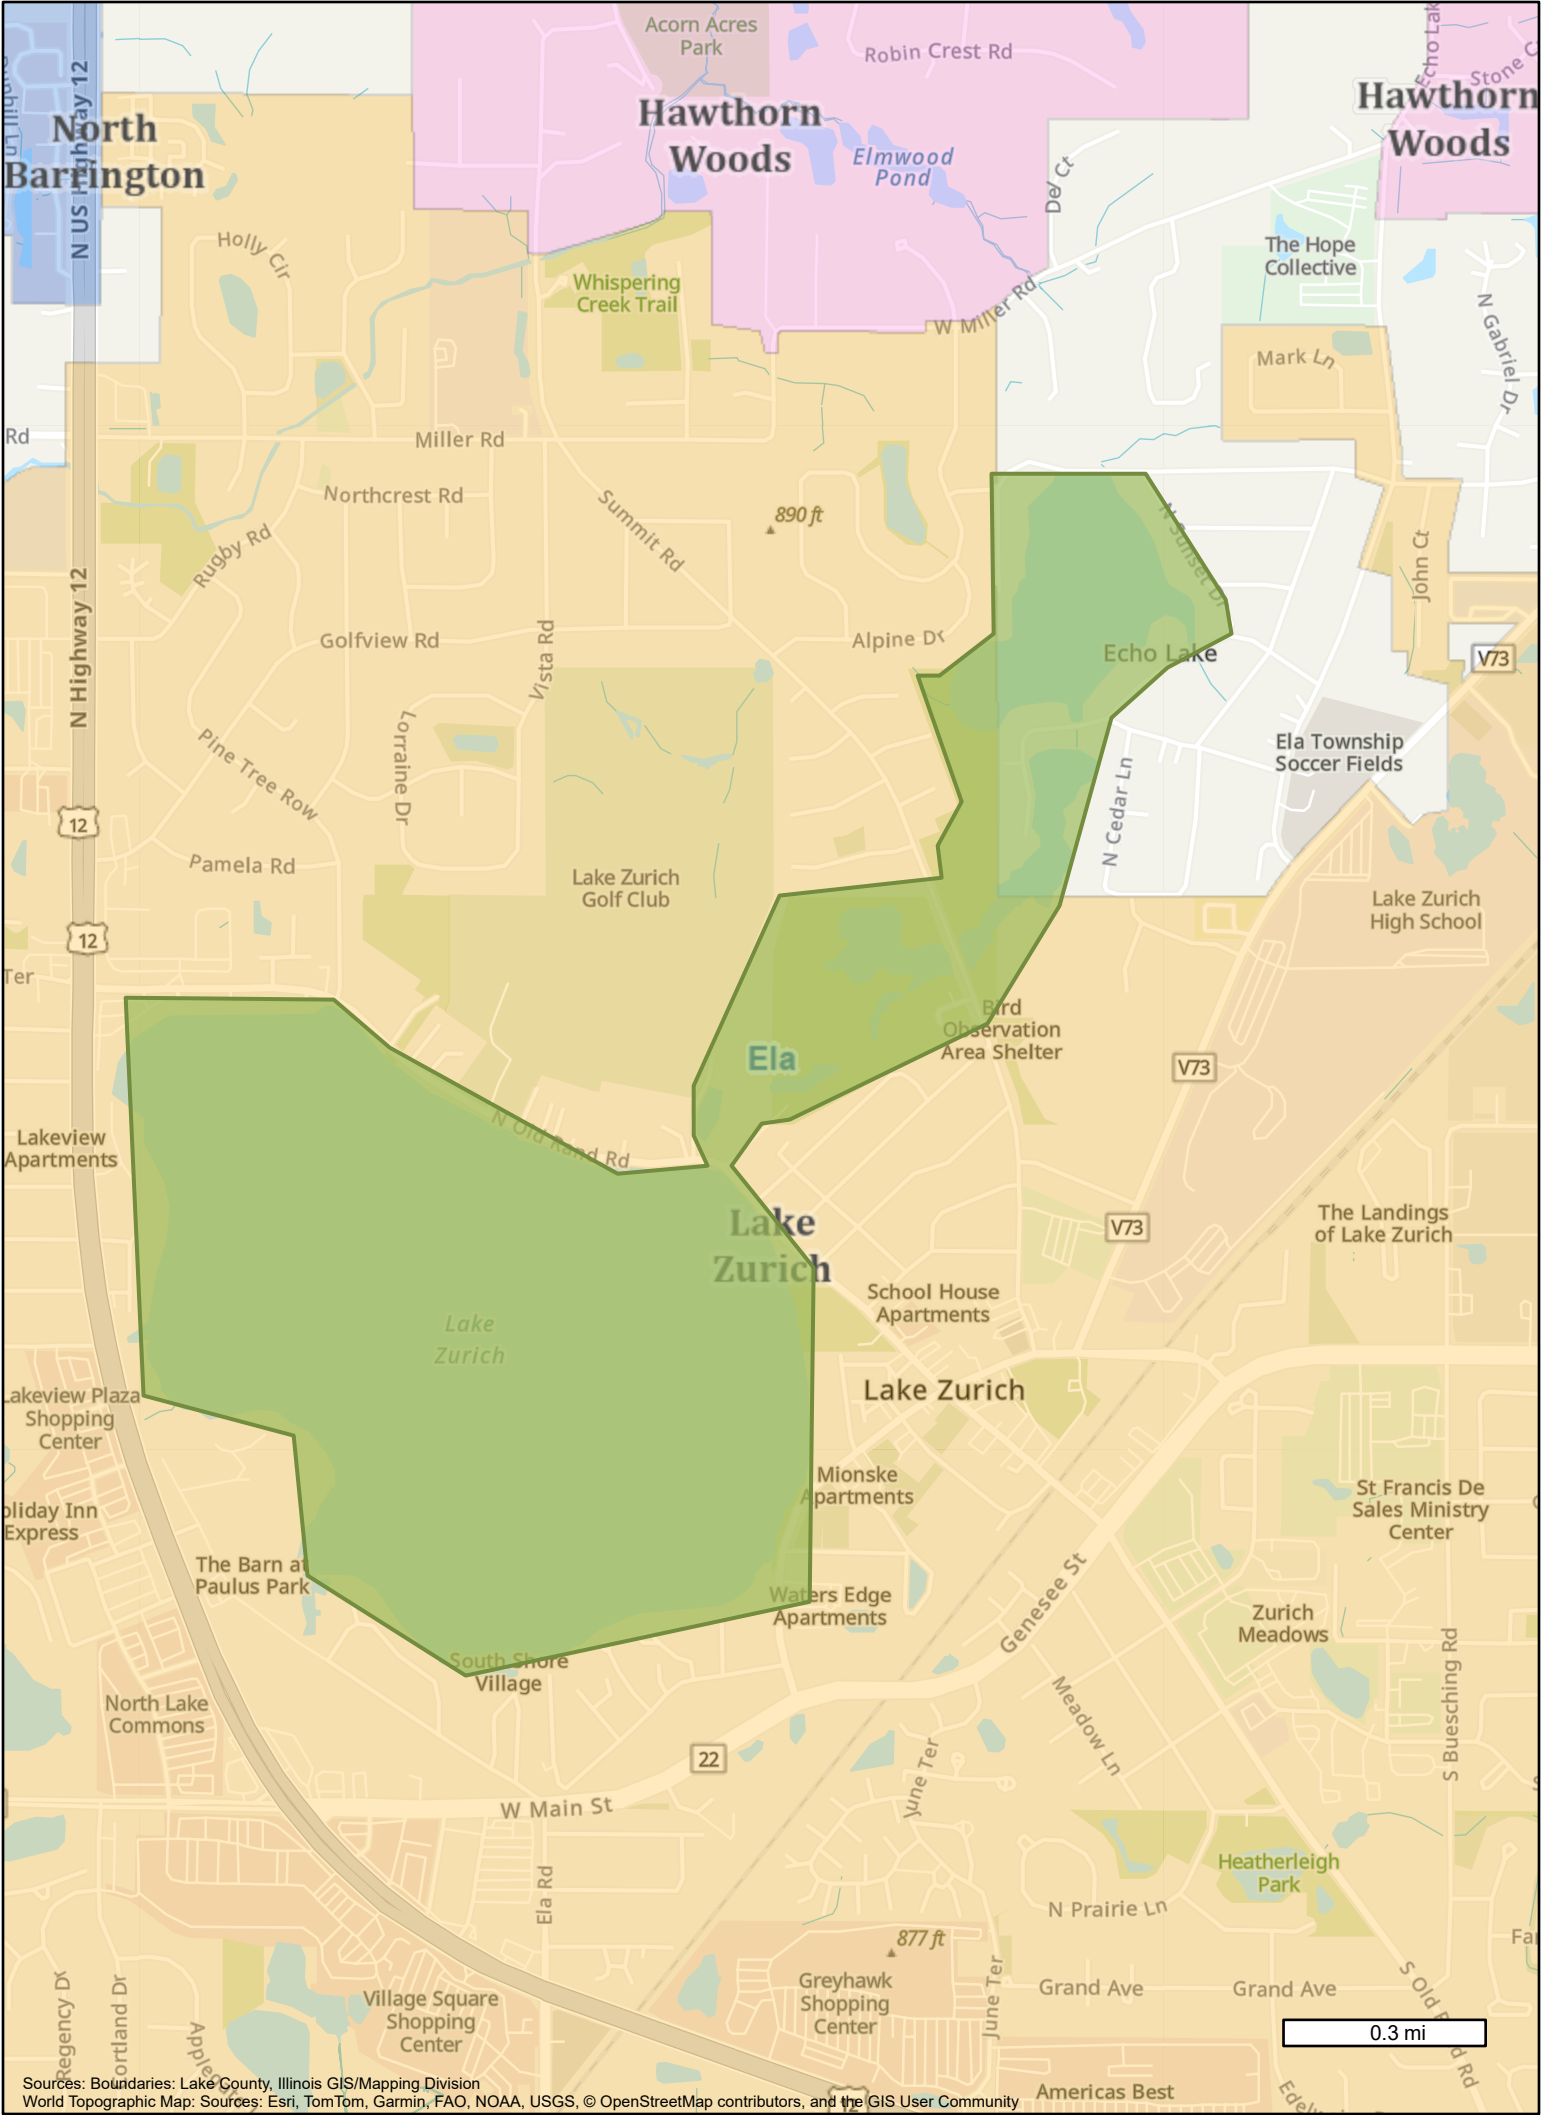 Acorn Acres
Park
Robin Crest Rd
Echo Lak
Stone C
N US Highway 12
North
Barrington
Hawthorn
Woods
Elmwood
Pond
Hawthorn
Woods
Del Ct
Holly Cir
Whispering
Creek Trail
The Hope
Collective
W Miller Rd
N Gabriel Dr
Mark Ln
Rd
Miller Rd
Northcrest Rd
Summit Rd
890 ft
N Sunset Dr
Rugby Rd
John Ct
N Highway 12
Golfview Rd
Vista Rd
Alpine Dr
Echo Lake
V73
Pine Tree Row
Lorraine Dr
Ela Township
Soccer Fields
12
N Cedar Ln
Pamela Rd
Lake Zurich
Golf Club
Lake Zurich
High School
12
Ter
Bird
Observation
Area Shelter
Ela
V73
N Old Rand Rd
Lakeview
Apartments
Lake
Zurich
V73
The Landings
of Lake Zurich
School House
Apartments
Lake
Zurich
Lakeview Plaza
Shopping
Center
Lake Zurich
Mionske
Apartments
St Francis De
Sales Ministry
Center
oliday Inn
Express
The Barn at
Paulus Park
Waters Edge
Apartments
Genesee St
Zurich
Meadows
South Shore
Village
North Lake
Commons
Meadow Ln
S Buesching Rd
22
June Ter
W Main St
Heatherleigh
Park
Ela Rd
N Prairie Ln
877 ft
Fai
Greyhawk
Shopping
Center
June Ter
Grand Ave
Grand Ave
Regency Dr
Cortland Dr
Village Square
Shopping
Center
0.3 mi
Americas Best
12
Sources: Boundaries: Lake County, Illinois GIS/Mapping Division
World Topographic Map: Sources: Esri, TomTom, Garmin, FAO, NOAA, USGS, © OpenStreetMap contributors, and the GIS User Community